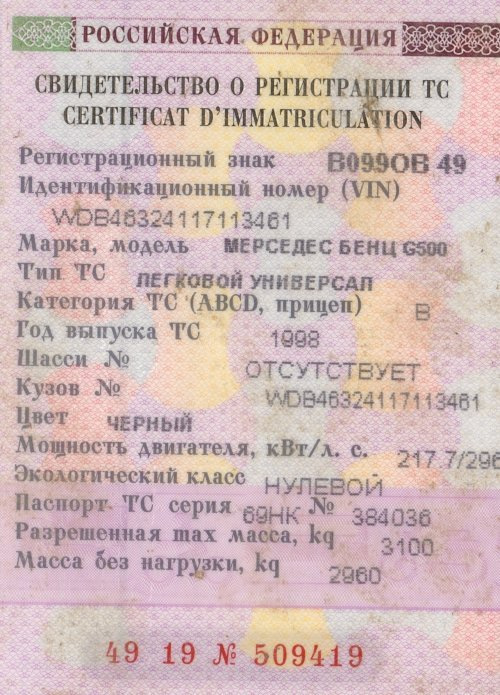 РОССИЙСКАЯ ФЕДЕРАЦИЯ
СВИДЕТЕЛЬСТВО О РЕГИСТРАЦИИ ТС
CERTIFICAT D'IMMATRICULATION
Регистрационный знак В099ОВ 49
Идентификационный номер (VIN)
WDB46324117113461
Марка, модель МЕРСЕДЕС БЕНЦ G500
Тип ТС ЛЕГКОВОЙ УНИВЕРСАЛ
Категория ТС (ABCD, прицеп) B
Год выпуска ТС 1998
Шасси № ОТСУТСТВУЕТ
Кузов № WDB46324117113461
Цвет ЧЕРНЫЙ
Мощность двигателя, кВт/л. с. 217.7/296
Экологический класс НУЛЕВОЙ
Паспорт ТС серия 69НК № 384036
Разрешенная max масса, kg 3100
Масса без нагрузки, kg 2960
49 19 № 509419